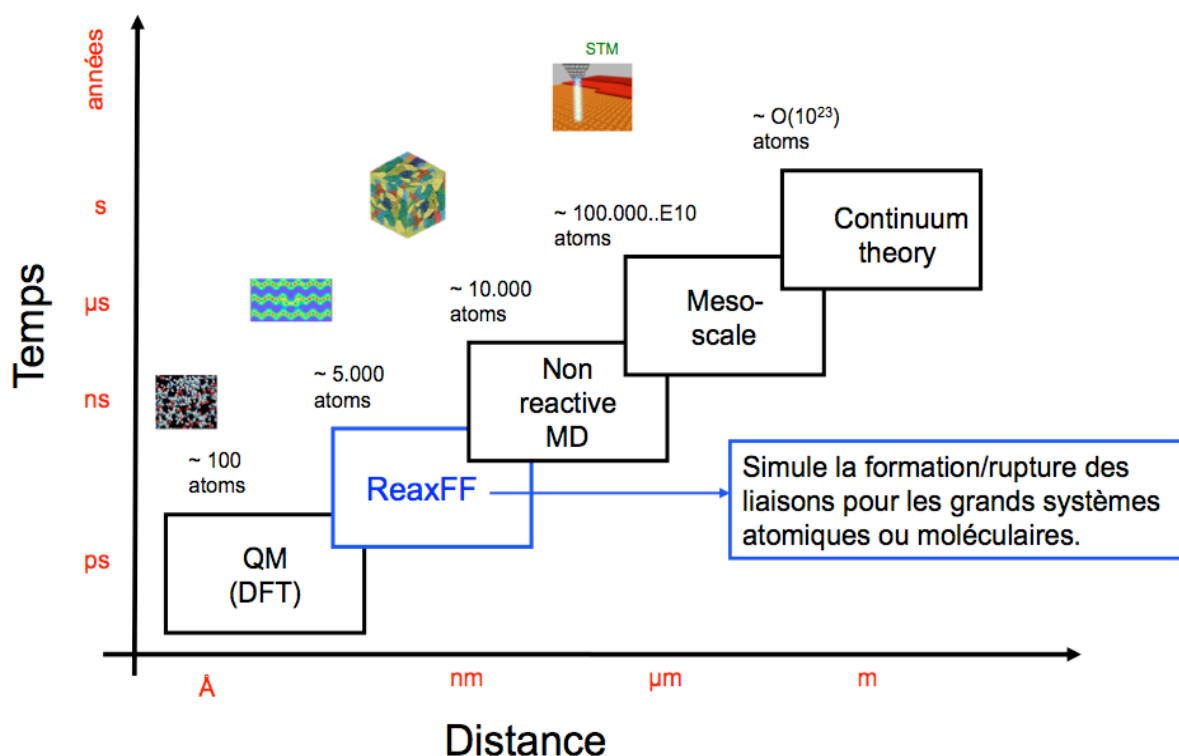 années
STM
~ O(10²³)
atoms
s
~ 100.000..E10
atoms
Continuum
theory
Temps
µs
~ 10.000
atoms
Meso-
scale
ns
~ 5.000
atoms
Non
reactive
MD
~ 100
atoms
ReaxFF
Simule la formation/rupture des
liaisons pour les grands systèmes
atomiques ou moléculaires.
ps
QM
(DFT)
Å
nm
µm
m
Distance